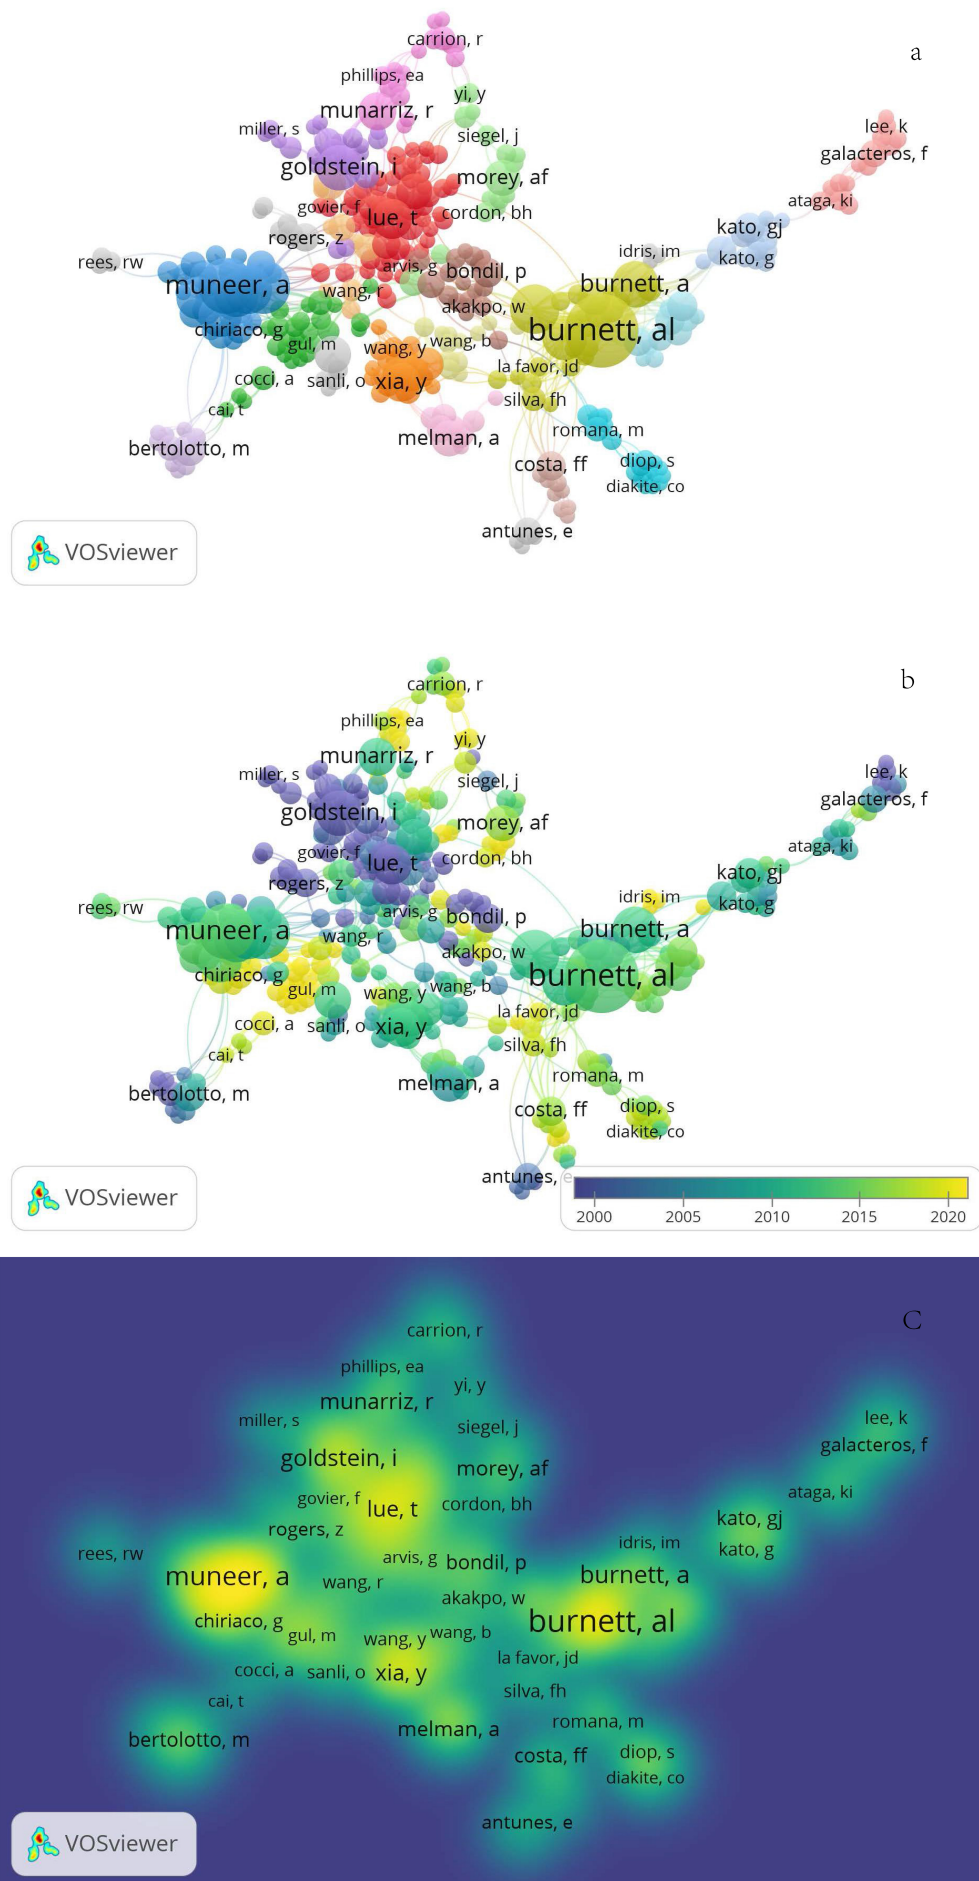 carrion, r
a
phillips, ea
yi, y
munarriz, r
miller, s
siegel, j
lee, k
goldstein, i
galacteros, f
morey, af
govier, f
ataga, ki
lue, t
cordon, bh
kato, gj
rogers, z
idris, im
kato, g
rees, rw
arvis, g
bondil, p
muneer, a
burnett, a
wang, r
akakpo, w
chiriaco, g
burnett, al
gul, m
wang, y
wang, b
la favor, jd
cocci, a
sanli, o
xia, y
silva, fh
cai, t
romana, m
melman, a
bertolotto, m
costa, ff
diop, s
diakite, co
antunes, e
VOSviewer
b
carrion, r
phillips, ea
yi, y
munarriz, r
miller, s
siegel, j
lee, k
galacteros, f
goldstein, i
morey, af
ataga, ki
govier, f
lue, t
cordon, bh
kato, gj
rogers, z
idris, im
kato, g
rees, rw
arvis, g
bondil, p
muneer, a
burnett, a
wang, r
akakpo, w
chiriaco, g
burnett, al
gul, m
wang, y
wang, b
la favor, jd
cocci, a
sanli, o
xia, y
silva, fh
cai, t
romana, m
melman, a
bertolotto, m
costa, ff
diop, s
diakite, co
antunes, e
VOSviewer
2000 2005 2010 2015 2020
C
carrion, r
phillips, ea
yi, y
munarriz, r
miller, s
siegel, j
lee, k
galacteros, f
goldstein, i
morey, af
ataga, ki
govier, f
lue, t
cordon, bh
kato, gj
rogers, z
idris, im
kato, g
rees, rw
arvis, g
bondil, p
muneer, a
burnett, a
wang, r
akakpo, w
chiriaco, g
burnett, al
gul, m
wang, y
wang, b
la favor, jd
cocci, a
sanli, o
xia, y
silva, fh
cai, t
romana, m
melman, a
bertolotto, m
costa, ff
diop, s
diakite, co
antunes, e
VOSviewer